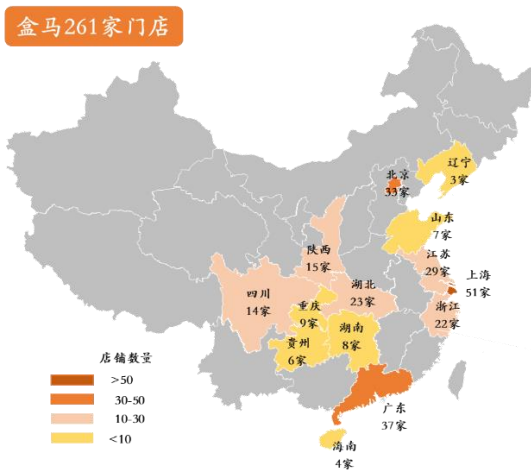 盒马261家门店
辽宁
3家
北京
33家
山东
7家
陕西
15家
江苏
29家
上海
51家
四川
14家
湖北
23家
浙江
22家
重庆
9家
湖南
8家
贵州
6家
广东
37家
海南
4家
店铺数量
>50
30-50
10-30
<10